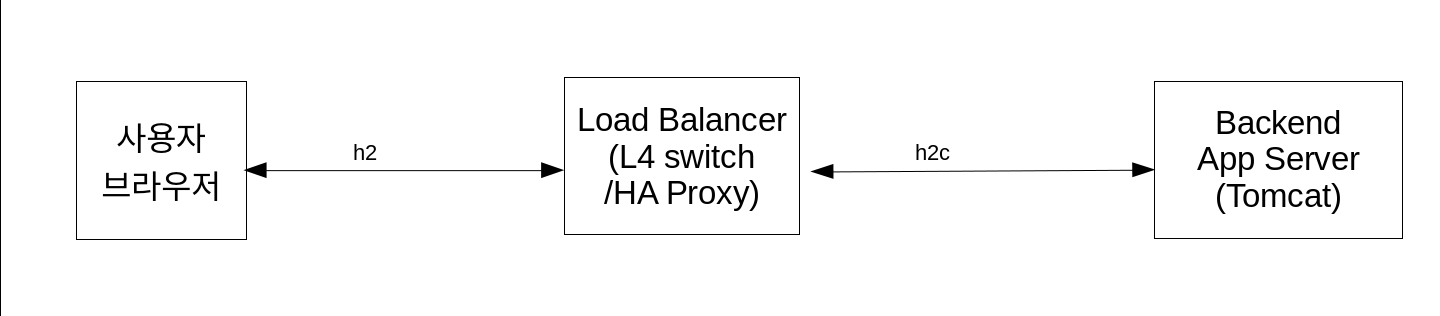 사용자
브라우저
h2
Load Balancer
(L4 switch
/HA Proxy)
h2c
Backend
App Server
(Tomcat)